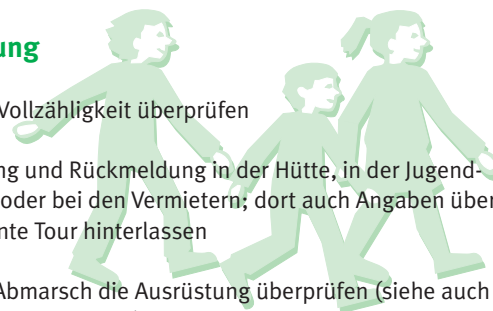 ung
Vollzähligkeit überprüfen
ng und Rückmeldung in der Hütte, in der Jugend-
oder bei den Vermietern; dort auch Angaben über
nte Tour hinterlassen
Abmarsch die Ausrüstung überprüfen (siehe auch